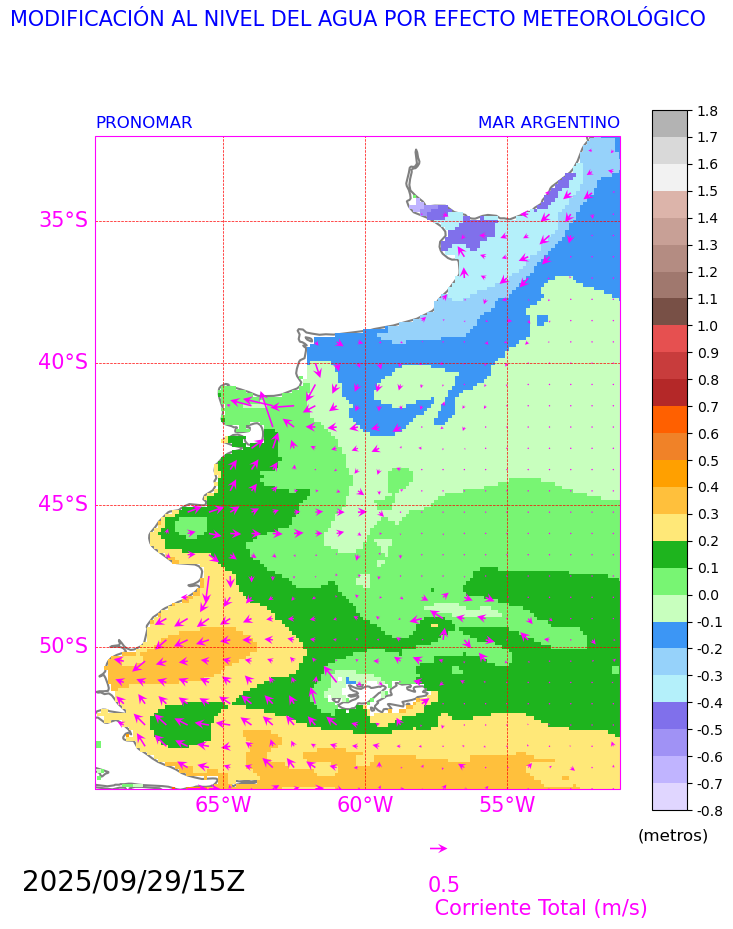 MODIFICACIÓN AL NIVEL DEL AGUA POR EFECTO METEOROLÓGICO
PRONOMAR
MAR ARGENTINO
35°S
40°S
45°S
50°S
65°W
60°W
55°W
1.8
1.7
1.6
1.5
1.4
1.3
1.2
1.1
1.0
0.9
0.8
0.7
0.6
0.5
0.4
0.3
0.2
0.1
0.0
-0.1
-0.2
-0.3
-0.4
-0.5
-0.6
-0.7
-0.8
(metros)
2025/09/29/15Z
0.5
Corriente Total (m/s)